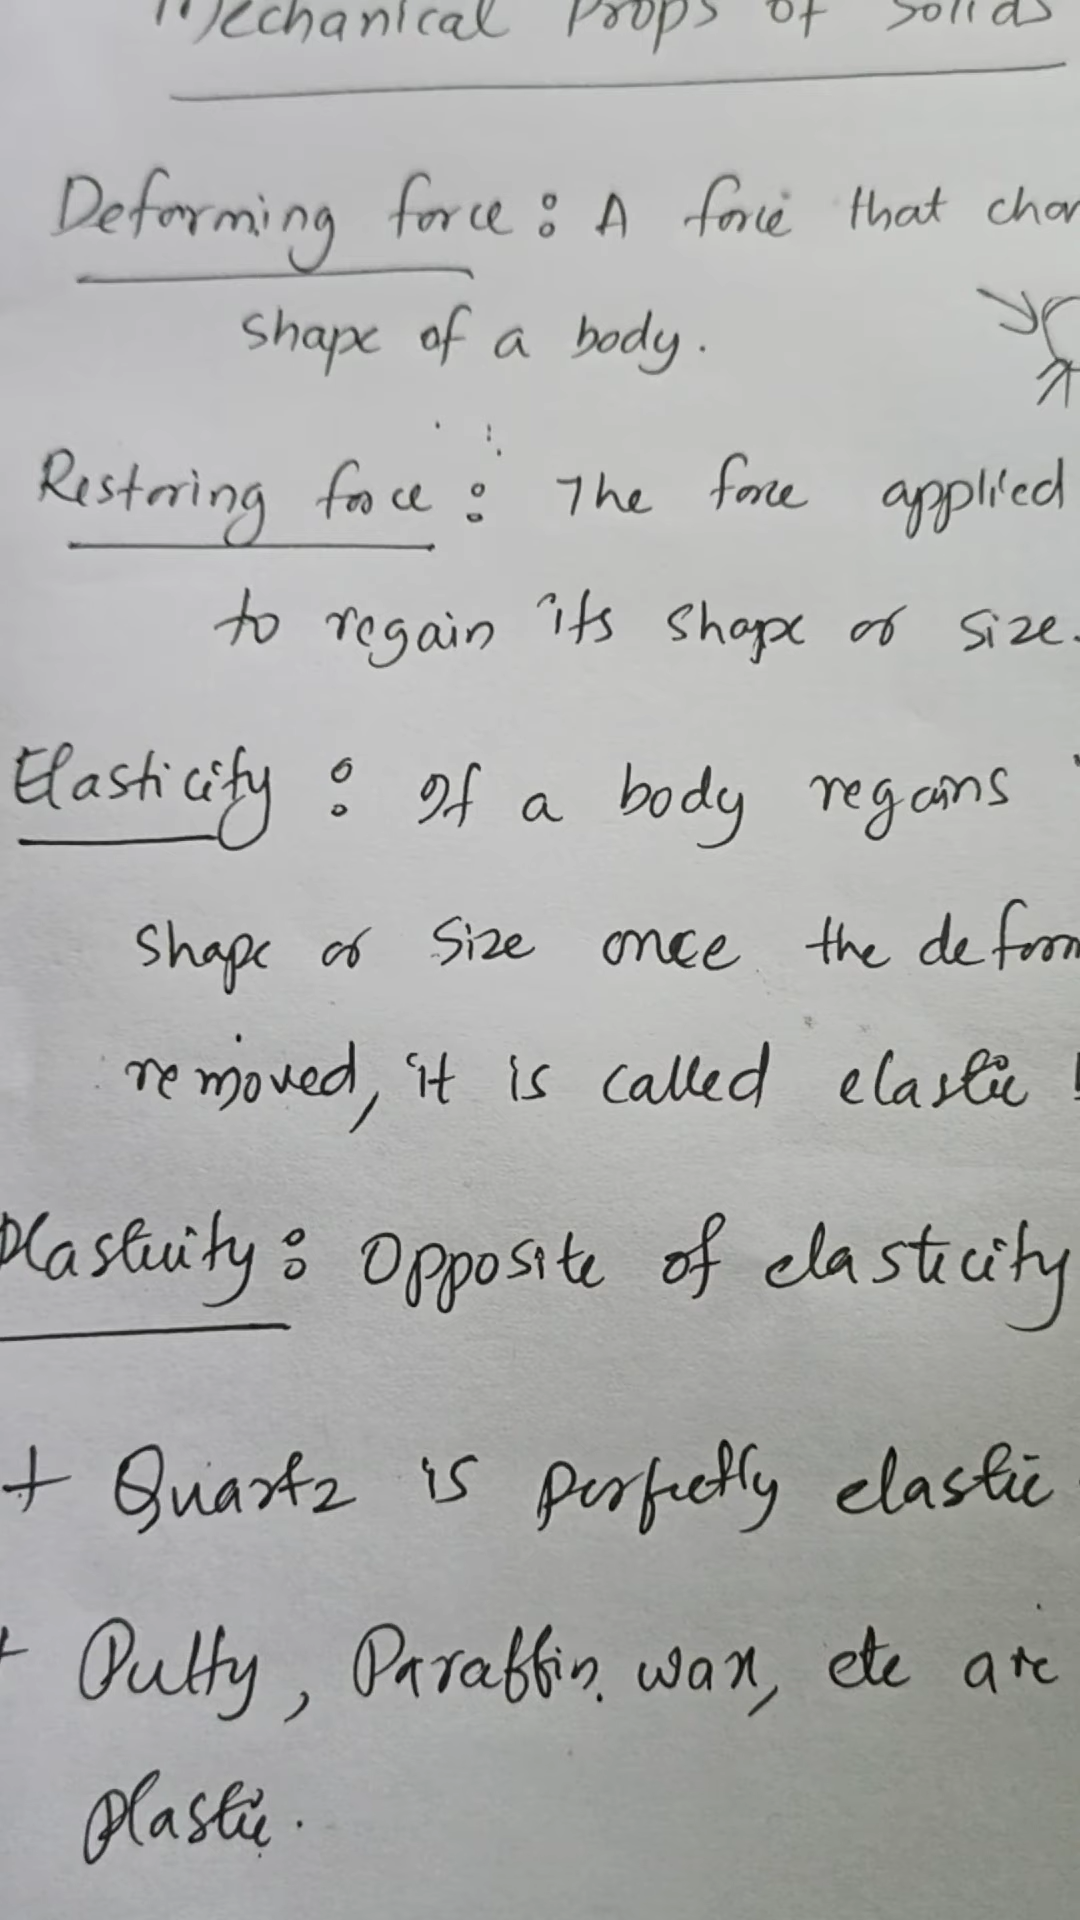 Mechanical Props of Solids
Deforming force: A force that
shape of a body.
Restoring force: The force applied
to regain its shape or size.
Elasticity: If a body regains
shape or size once the
removed, it is called elastic
Plasticity: Opposite of elasticity
+ Quartz is perfectly elastic
+ Putty, Paraffin wax, etc are
plastic.